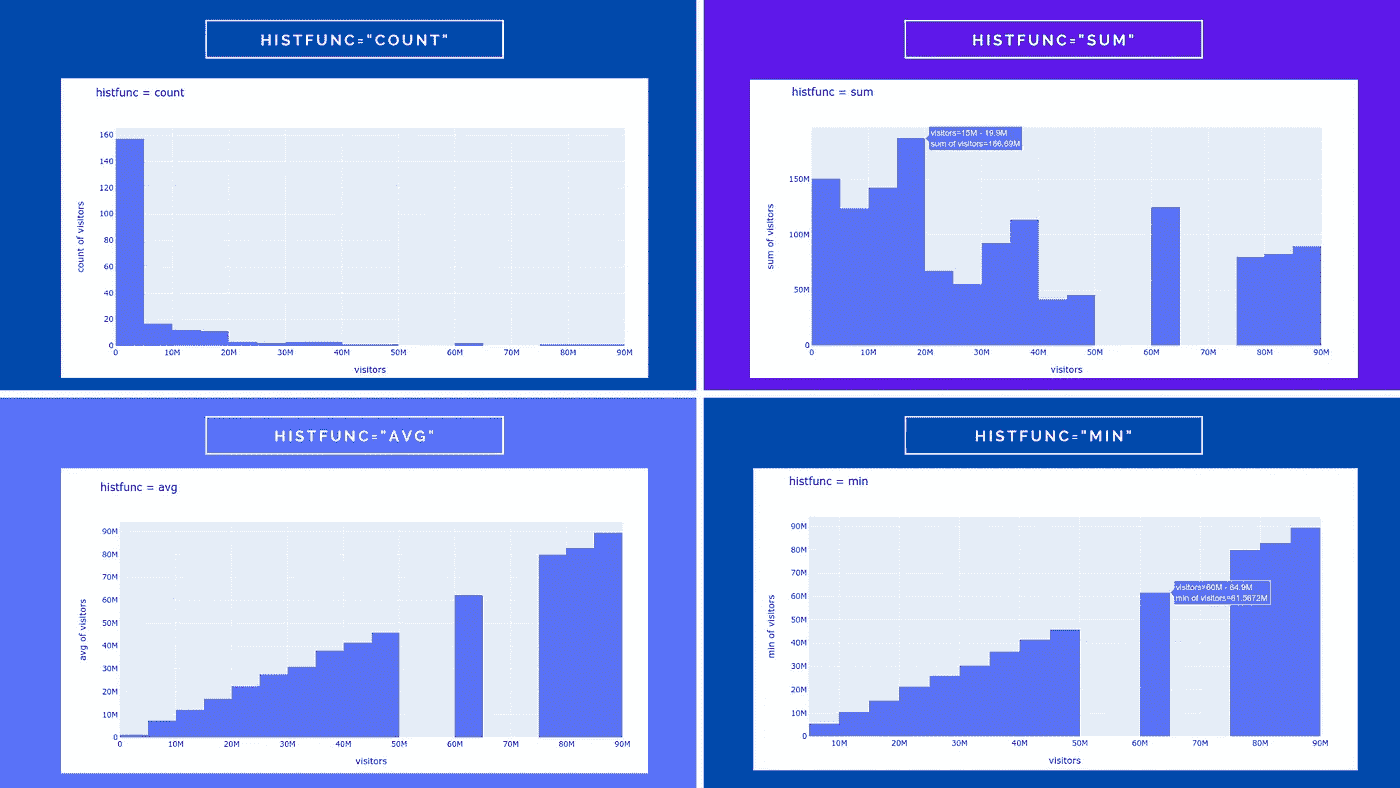 HISTFUNC="COUNT"
histfunc = count
count of visitors
160
140
120
100
80
60
40
20
0
0 10M 20M 30M 40M 50M 60M 70M 80M 90M
visitors
HISTFUNC="SUM"
histfunc = sum
visitors=15M - 19.9M
sum of visitors=186.69M
sum of visitors
150M
100M
50M
0
0 10M 20M 30M 40M 50M 60M 70M 80M 90M
visitors
HISTFUNC="AVG"
histfunc = avg
avg of visitors
90M
80M
70M
60M
50M
40M
30M
20M
10M
0
0 10M 20M 30M 40M 50M 60M 70M 80M 90M
visitors
HISTFUNC="MIN"
histfunc = min
min of visitors
90M
80M
70M
60M
50M
40M
30M
20M
10M
0
visitors=60M - 64.9M
min of visitors=61.5672M
10M 20M 30M 40M 50M 60M 70M 80M 90M
visitors